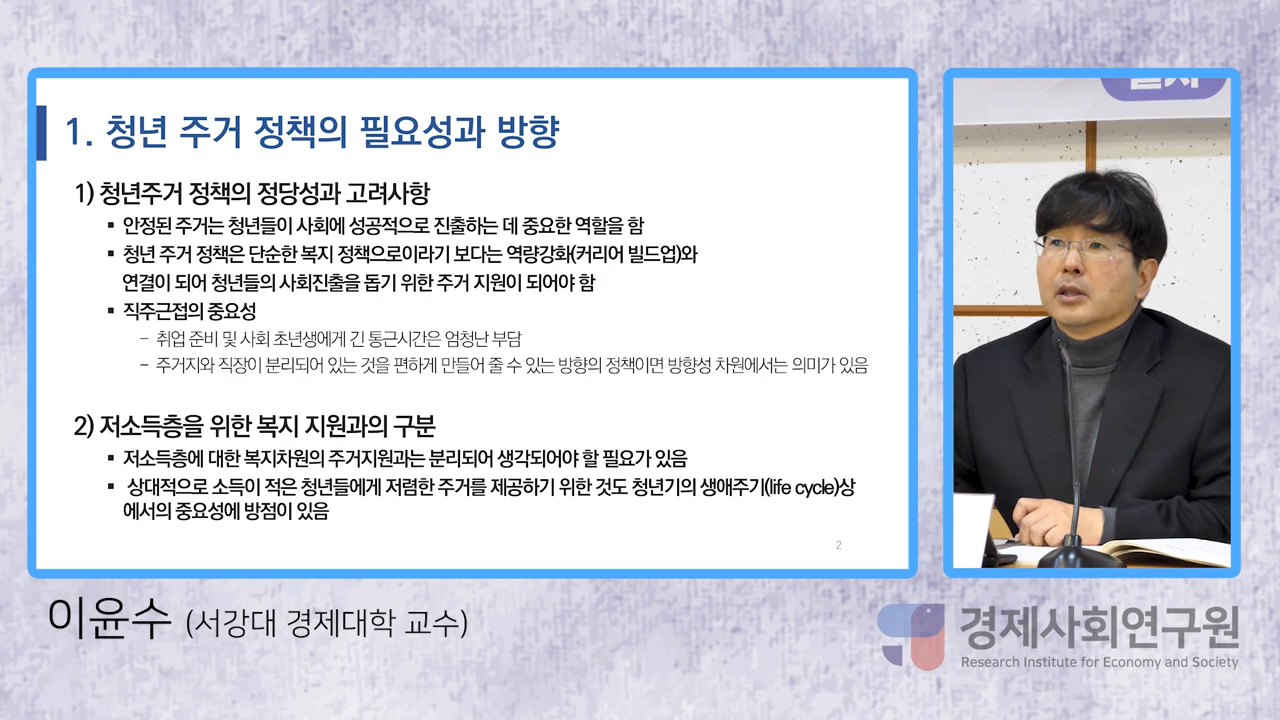 1. 청년 주거 정책의 필요성과 방향
1) 청년주거 정책의 정당성과 고려사항
▪ 안정된 주거는 청년들이 사회에 성공적으로 진출하는 데 중요한 역할을 함
▪ 청년 주거 정책은 단순한 복지 정책으로이라기 보다는 역량강화(커리어 빌드업)와
연결이 되어 청년들의 사회진출을 돕기 위한 주거 지원이 되어야 함
▪ 직주근접의 중요성
– 취업 준비 및 사회 초년생에게 긴 통근시간은 엄청난 부담
– 주거지와 직장이 분리되어 있는 것을 편하게 만들어 줄 수 있는 방향의 정책이면 방향성 차원에서는 의미가 있음
2) 저소득층을 위한 복지 지원과의 구분
▪ 저소득층에 대한 복지차원의 주거지원과는 분리되어 생각되어야 할 필요가 있음
▪ 상대적으로 소득이 적은 청년들에게 저렴한 주거를 제공하기 위한 것도 청년기의 생애주기(life cycle)상
에서의 중요성에 방점이 있음
2
이윤수 (서강대 경제대학 교수)
경제사회연구원
Research Institute for Economy and Society